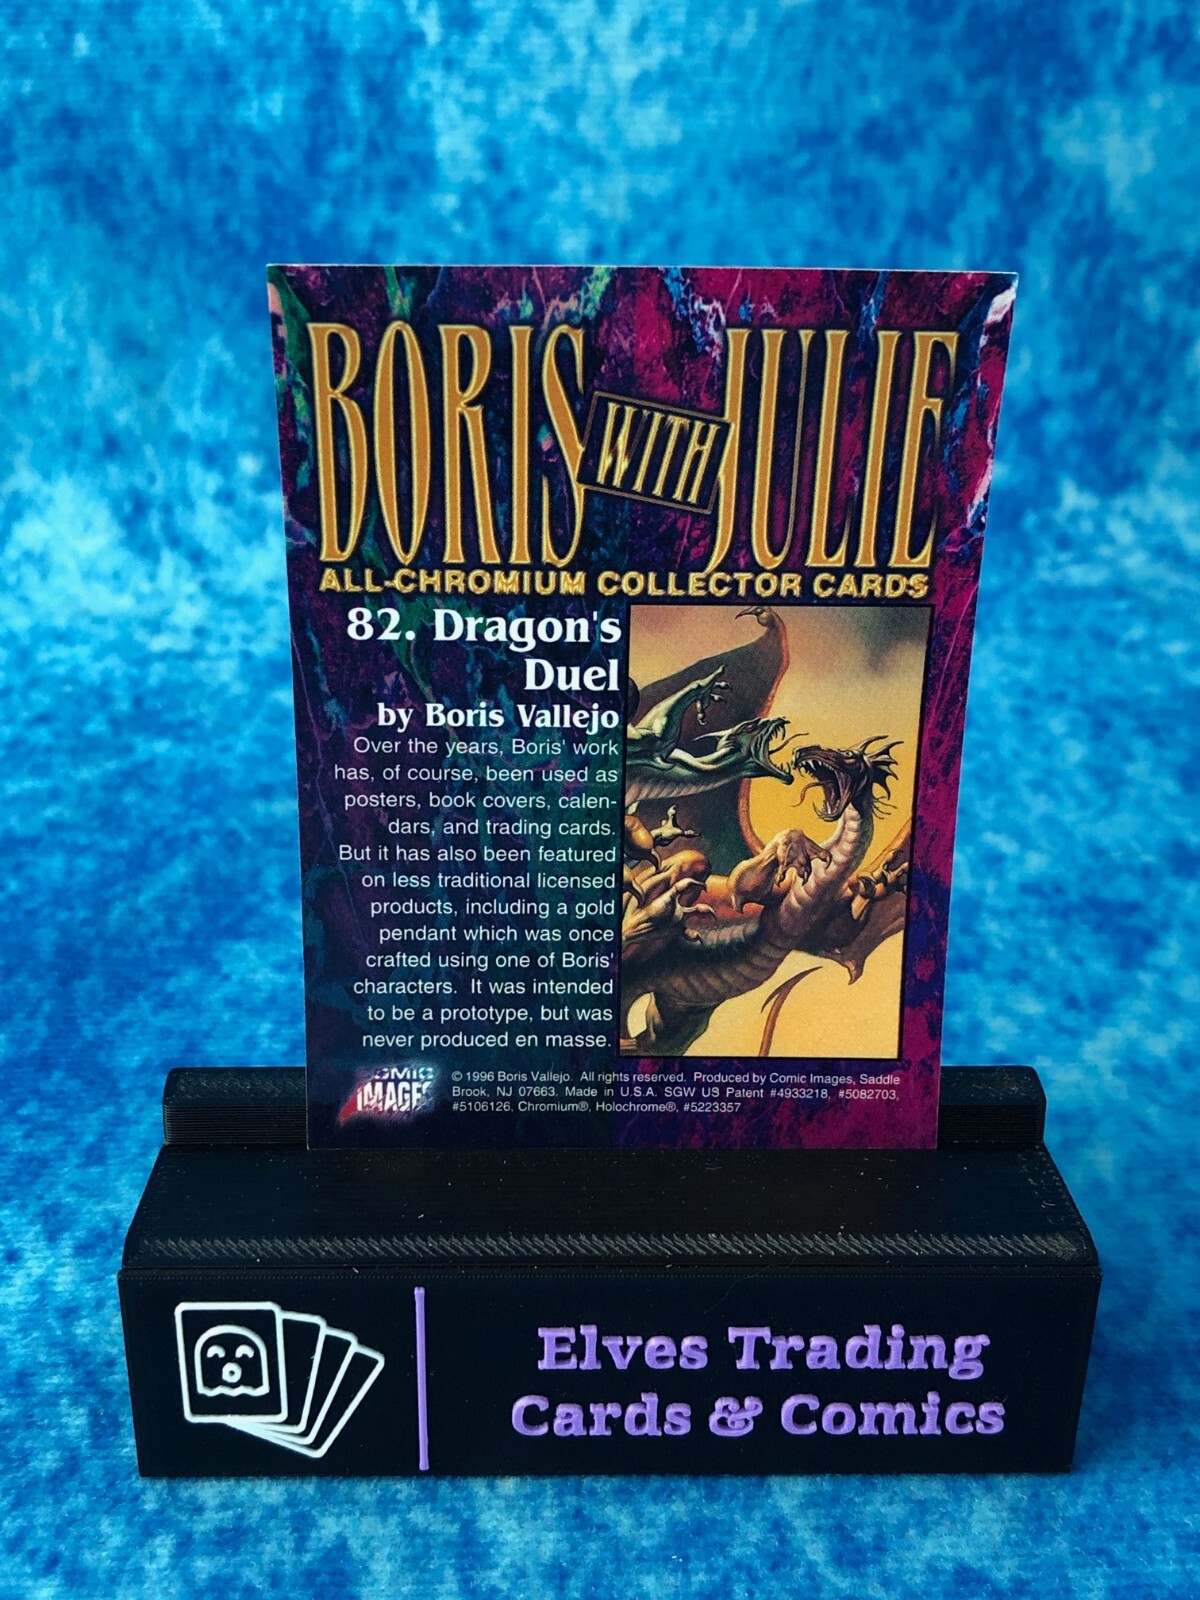 BORIS WITH JULIE
ALL-CHROMIUM COLLECTOR CARDS
82. Dragon's
Duel
by Boris Vallejo
Over the years, Boris' work
has, of course, been used as
posters, book covers, calen-
dars, and trading cards.
But it has also been featured
on less traditional licensed
products, including a gold
pendant which was once
crafted using one of Boris'
characters. It was intended
to be a prototype, but was
never produced en masse.
COMIC
IMAGES
© 1996 Boris Vallejo. All rights reserved. Produced by Comic Images, Saddle
Brook, NJ 07663. Made in U.S.A. SGW US Patent #4933218, #5082703,
#5106126, Chromium®, Holochrome®, #5223357
Elves Trading
Cards & Comics